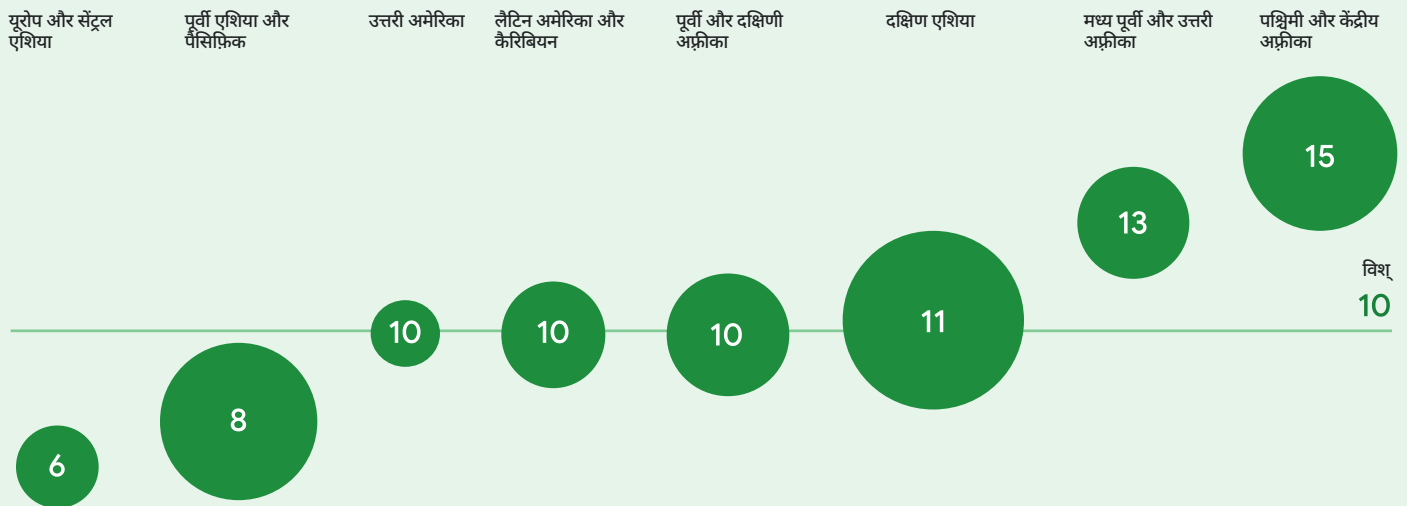 यूरोप और सेंट्रल
एशिया
पूर्वी एशिया और
पैसिफ़िक
उत्तरी अमेरिका
लैटिन अमेरिका और
कैरिबियन
पूर्वी और दक्षिणी
अफ़्रीका
दक्षिण एशिया
मध्य पूर्वी और उत्तरी
अफ़्रीका
पश्चिमी और केंद्रीय
अफ़्रीका
15
13
विश्
10
11
10
10
10
8
6